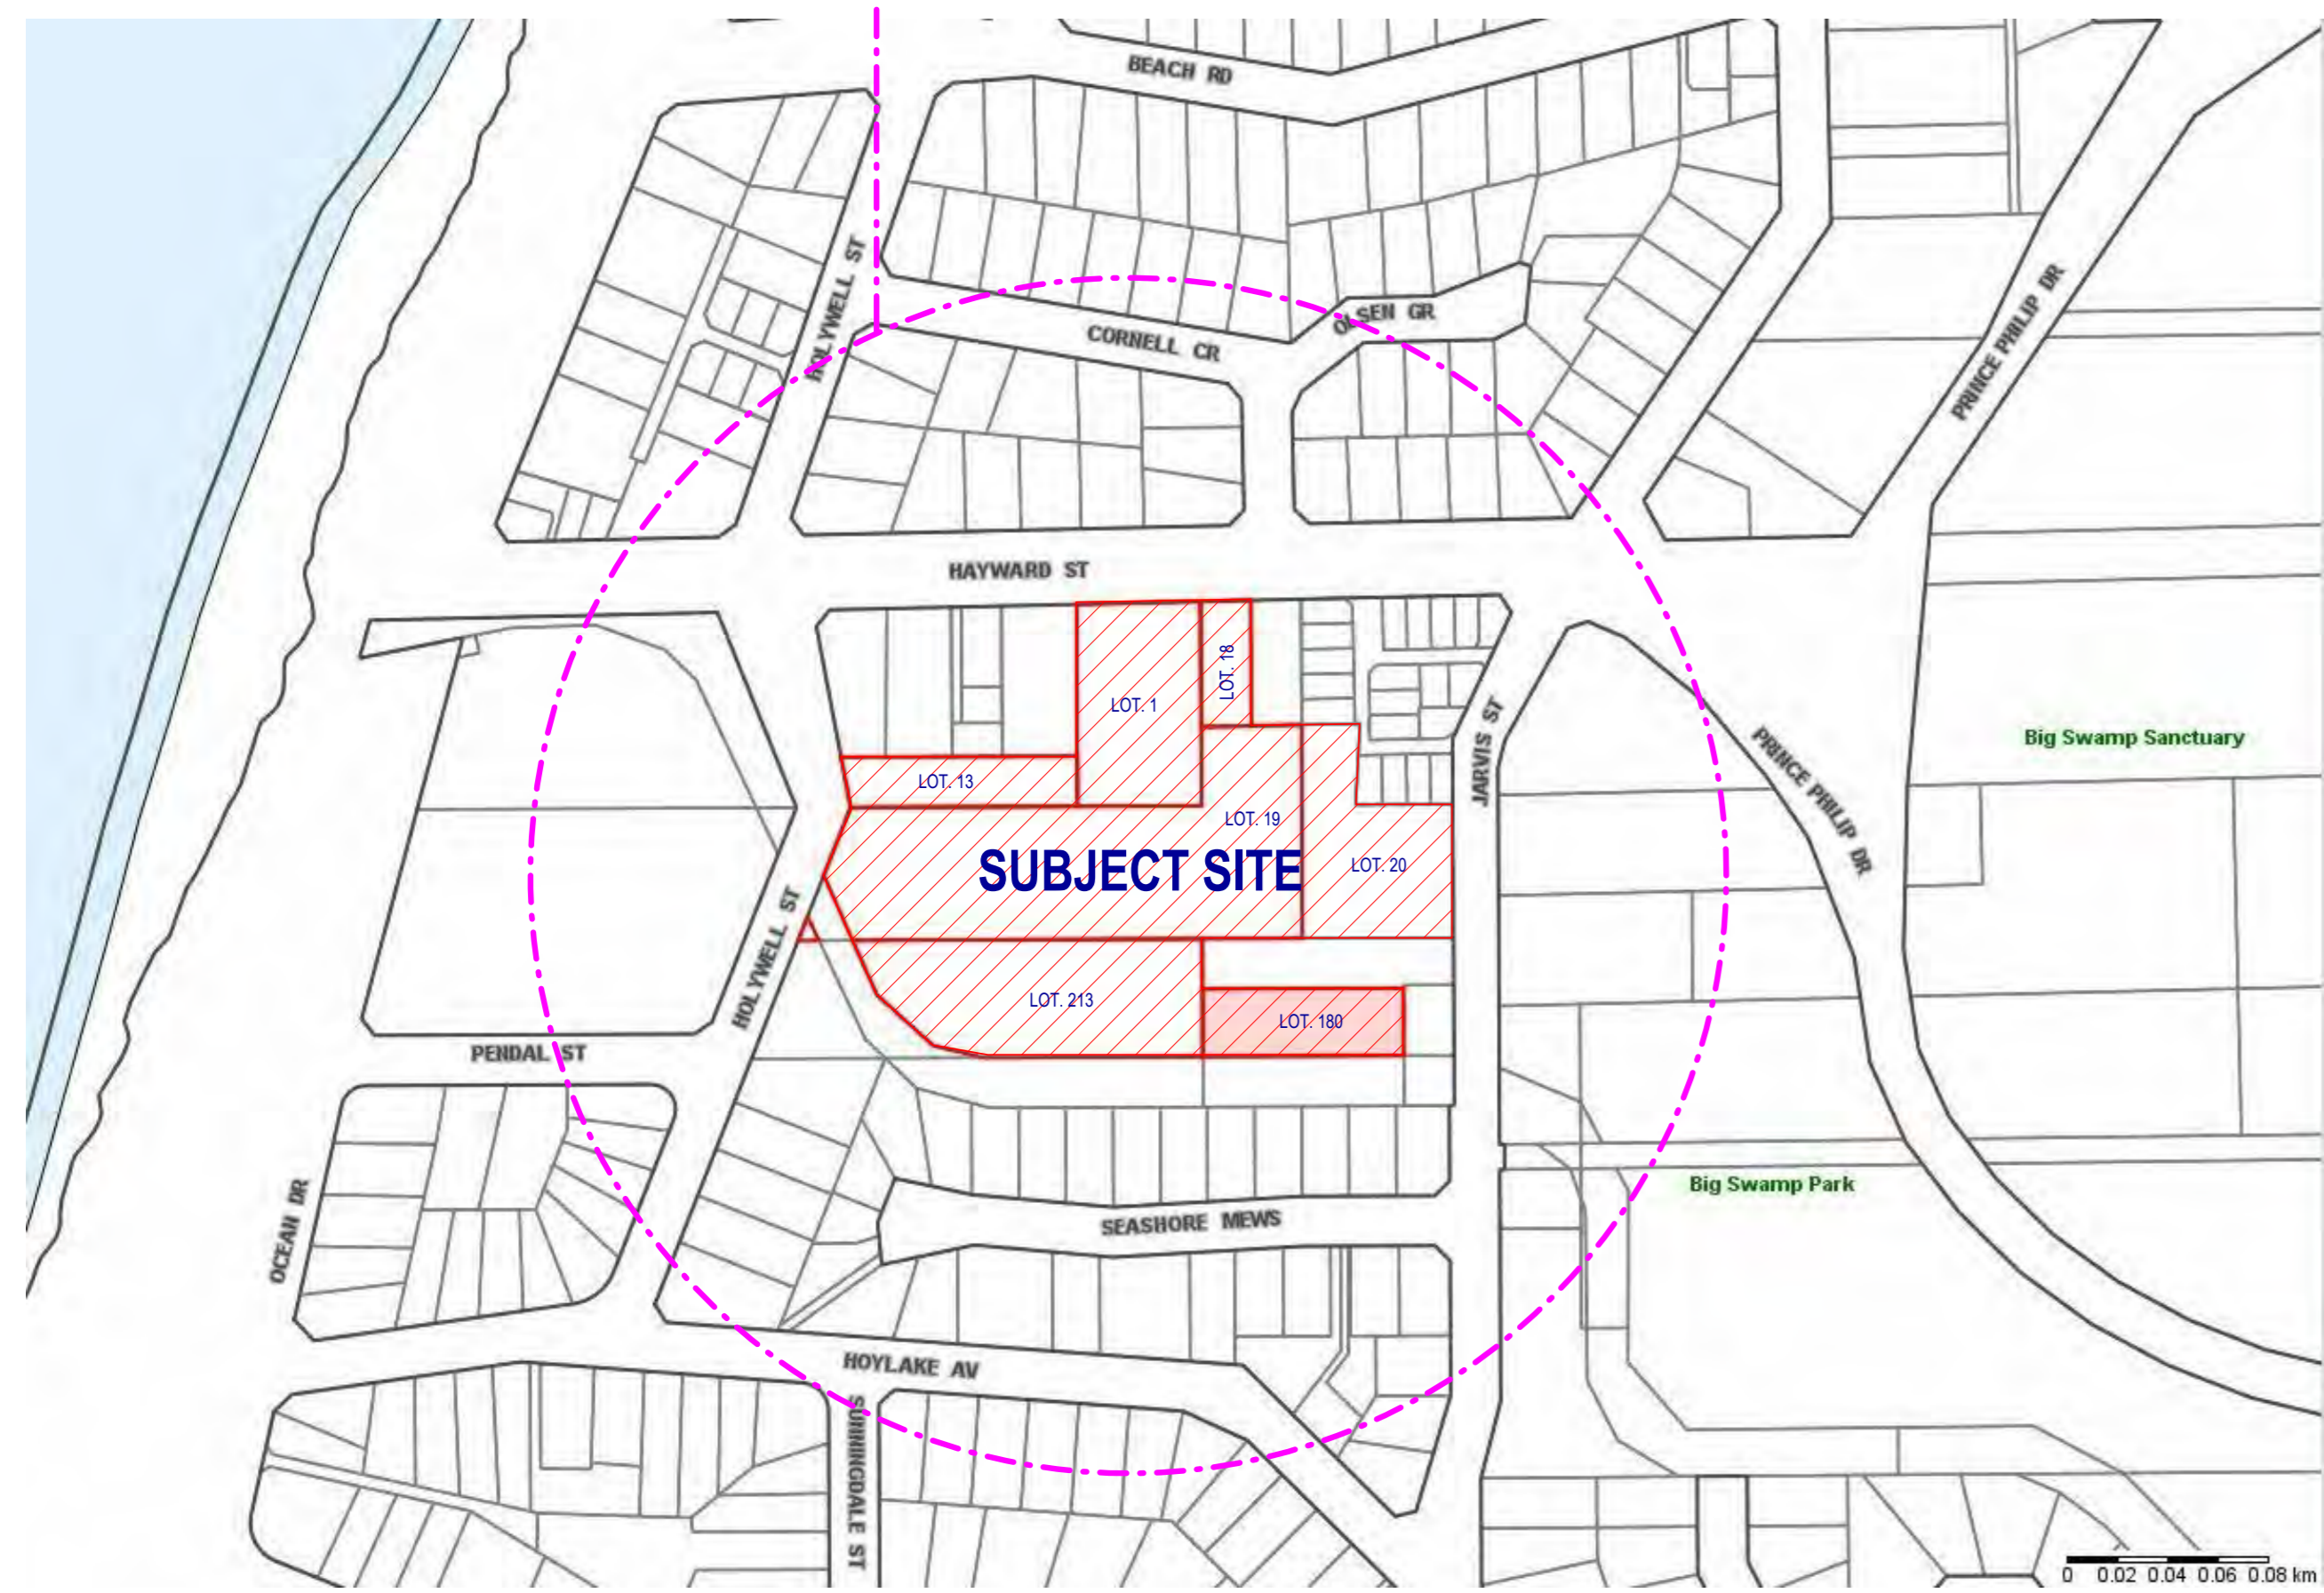 BEACH RD
HOLYWELL ST
OLSEN GR
CORNELL CR
PRINCE PHILIP DR
HAYWARD ST
LOT. 18
LOT. 1
JARVIS ST
Big Swamp Sanctuary
PRINCE PHILIP DR
LOT. 13
LOT. 19
SUBJECT SITE
LOT. 20
HOLYWELL ST
LOT. 213
LOT. 180
PENDAL ST
Big Swamp Park
OCEAN DR
SEASHORE MEWS
HOYLAKE AV
SUNNINGDALE ST
0 0.02 0.04 0.06 0.08 km